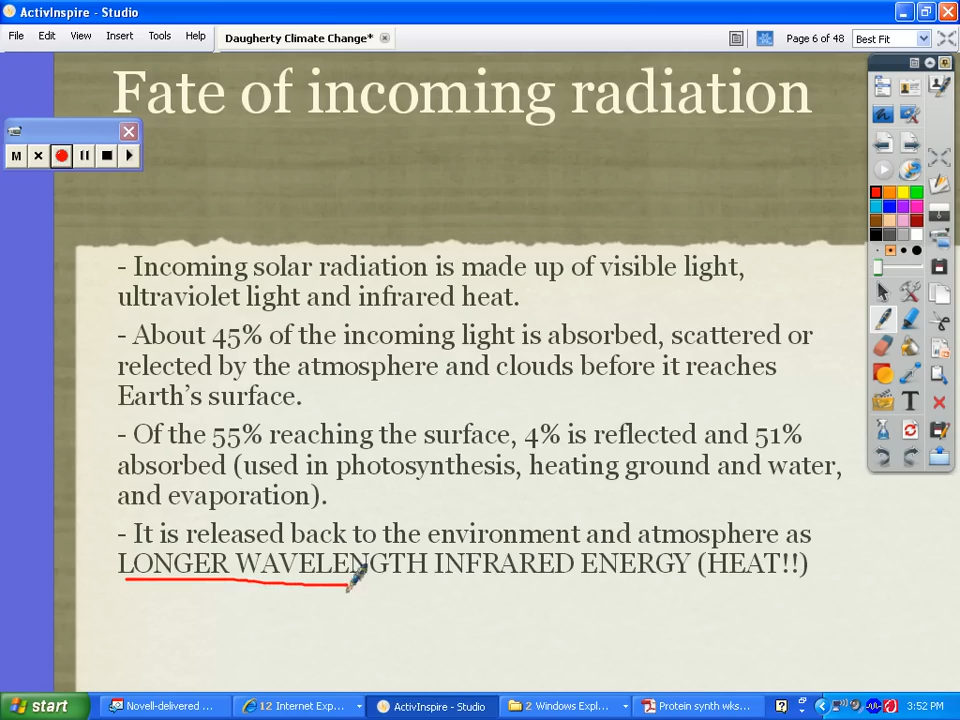 ActivInspire - Studio
File Edit View Insert Tools Help
Daugherty Climate Change*
Page 6 of 48
Best Fit
Fate of incoming radiation
M
- Incoming solar radiation is made up of visible light,
ultraviolet light and infrared heat.
- About 45% of the incoming light is absorbed, scattered or
relected by the atmosphere and clouds before it reaches
Earth's surface.
- Of the 55% reaching the surface, 4% is reflected and 51%
absorbed (used in photosynthesis, heating ground and water,
and evaporation).
- It is released back to the environment and atmosphere as
LONGER WAVELENGTH INFRARED ENERGY (HEAT!!)
T
start
Novell-delivered ...
12 Internet Exp...
ActivInspire - Studio
2 Windows Expl...
Protein synth wks...
3:52 PM